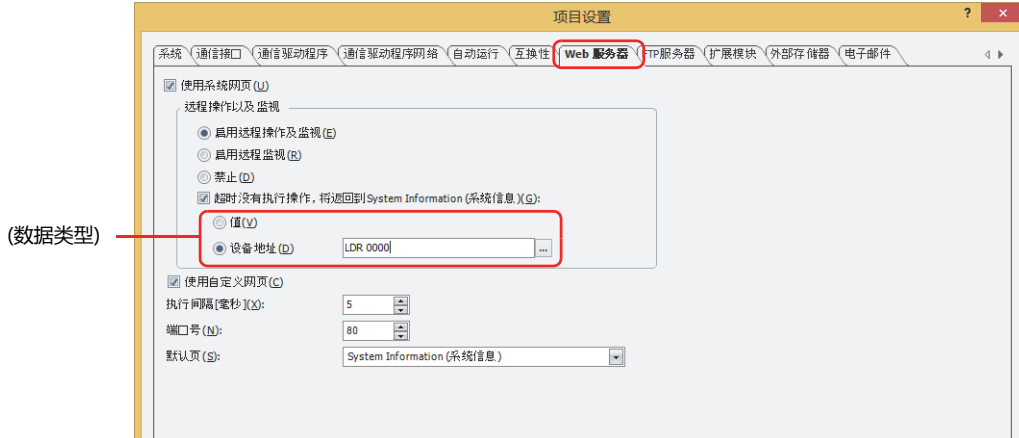 项目设置
? ×
系统 通信接口 通信驱动程序 通信驱动程序网络 自动运行 互换性 Web 服务器 FTP服务器 扩展模块 外部存储器 电子邮件
使用系统网页(U)
远程操作以及监视
启用远程操作及监视(E)
启用远程监视(R)
禁止(D)
超时没有执行操作，将返回到System Information (系统信息)(G):
(数据类型)
值(V)
设备地址(D) LDR 0000 ...
使用自定义网页(C)
执行间隔[毫秒](X): 5
端口号(N): 80
默认页(S): System Information (系统信息)